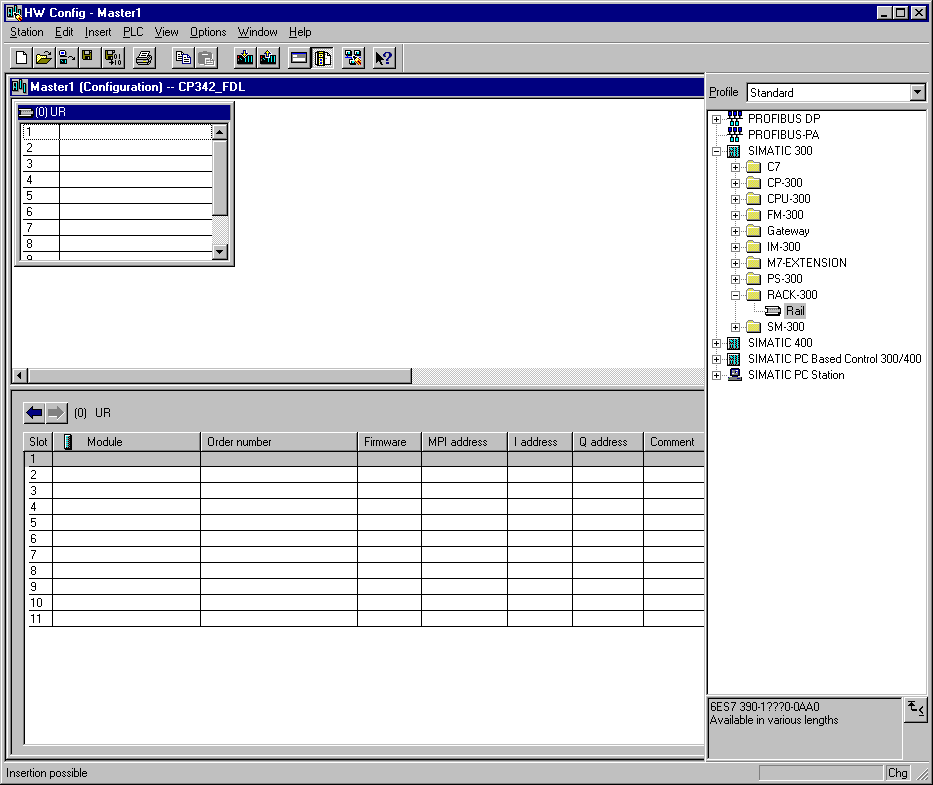 HW Config - Master1
Station Edit Insert PLC View Options Window Help
Master1 (Configuration) -- CP342_FDL
(0) UR
1
2
3
4
5
6
7
8
9
(0) UR
Slot Module Order number Firmware MPI address I address Q address Comment
1
2
3
4
5
6
7
8
9
10
11
Profile Standard
PROFIBUS DP
PROFIBUS-PA
SIMATIC 300
C7
CP-300
CPU-300
FM-300
Gateway
IM-300
M7-EXTENSION
PS-300
RACK-300
Rail
SM-300
SIMATIC 400
SIMATIC PC Based Control 300/400
SIMATIC PC Station
6ES7 390-1???0-0AA0
Available in various lengths
Insertion possible
Chg